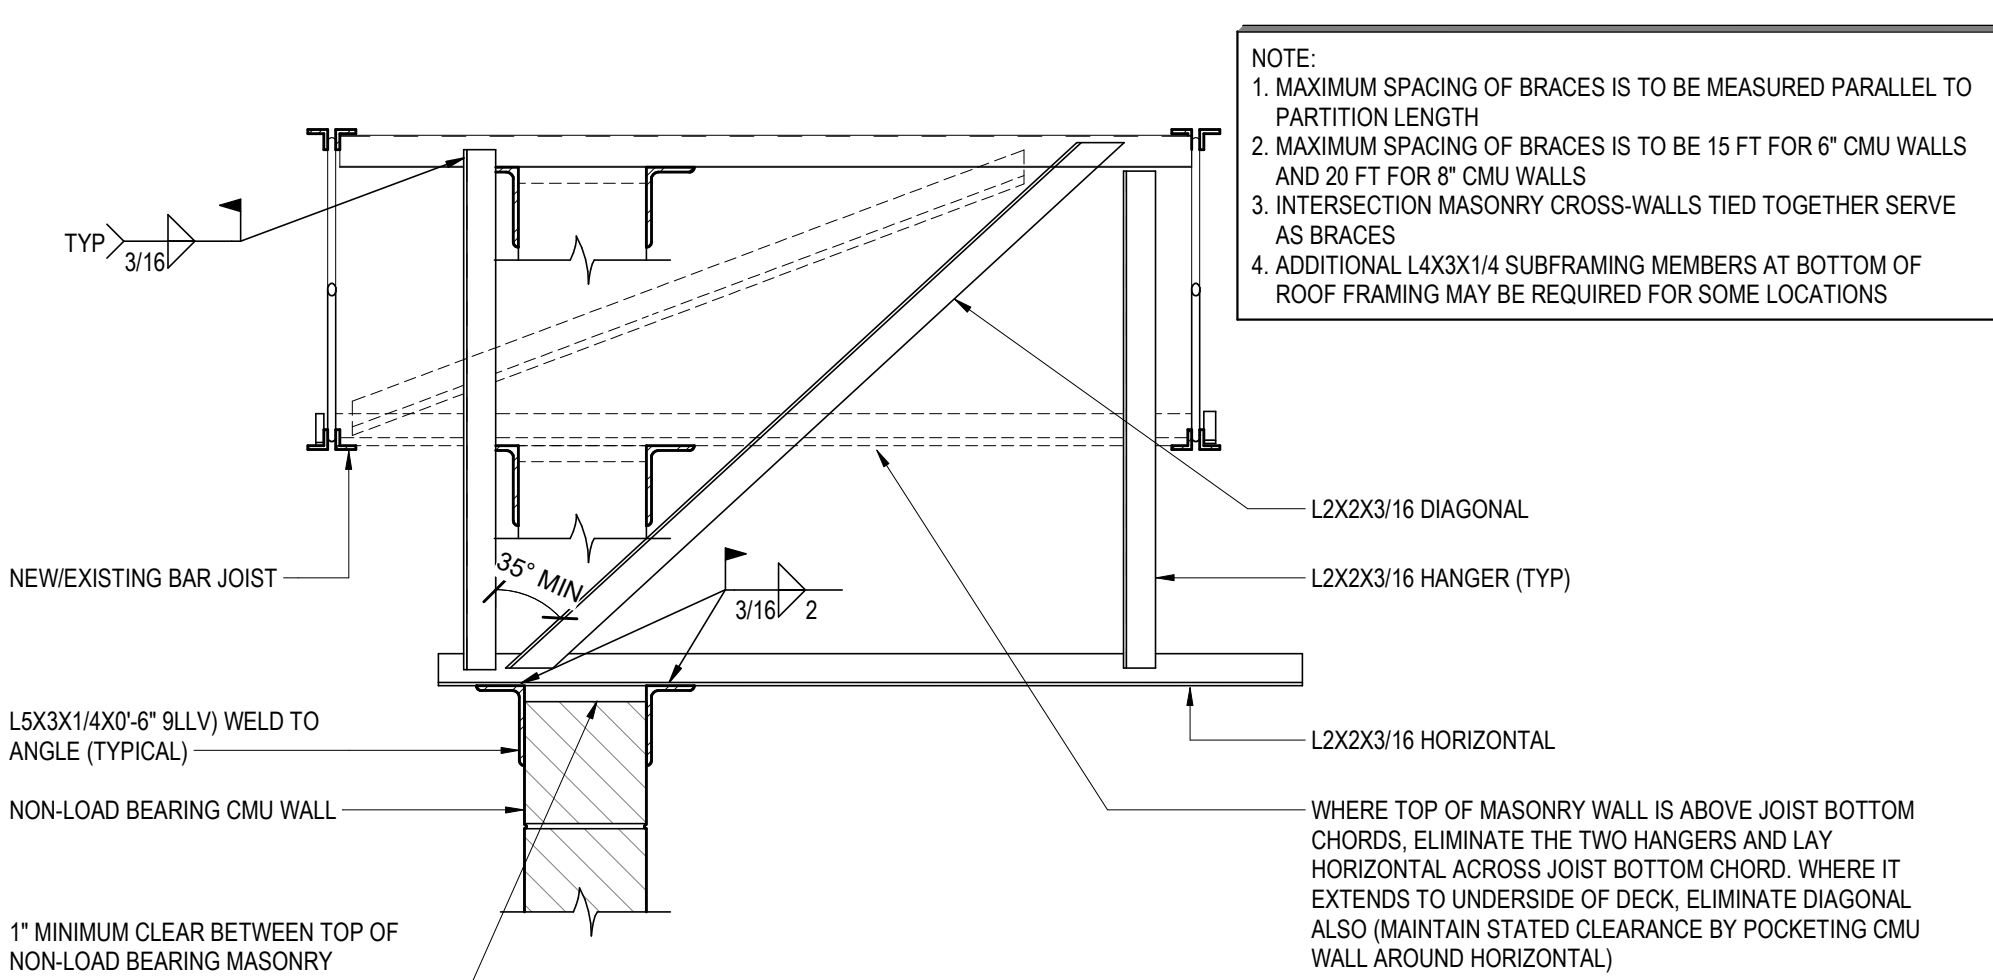 NOTE:
1. MAXIMUM SPACING OF BRACES IS TO BE MEASURED PARALLEL TO
PARTITION LENGTH
2. MAXIMUM SPACING OF BRACES IS TO BE 15 FT FOR 6" CMU WALLS
AND 20 FT FOR 8" CMU WALLS
3. INTERSECTION MASONRY CROSS-WALLS TIED TOGETHER SERVE
AS BRACES
4. ADDITIONAL L4X3X1/4 SUBFRAMING MEMBERS AT BOTTOM OF
ROOF FRAMING MAY BE REQUIRED FOR SOME LOCATIONS
TYP
3/16
L2X2X3/16 DIAGONAL
NEW/EXISTING BAR JOIST
35° MIN
3/16
2
L2X2X3/16 HANGER (TYP)
L5X3X1/4X0'-6" 9LLV) WELD TO
ANGLE (TYPICAL)
L2X2X3/16 HORIZONTAL
NON-LOAD BEARING CMU WALL
WHERE TOP OF MASONRY WALL IS ABOVE JOIST BOTTOM
CHORDS, ELIMINATE THE TWO HANGERS AND LAY
HORIZONTAL ACROSS JOIST BOTTOM CHORD. WHERE IT
EXTENDS TO UNDERSIDE OF DECK, ELIMINATE DIAGONAL
ALSO (MAINTAIN STATED CLEARANCE BY POCKETING CMU
WALL AROUND HORIZONTAL)
1" MINIMUM CLEAR BETWEEN TOP OF
NON-LOAD BEARING MASONRY